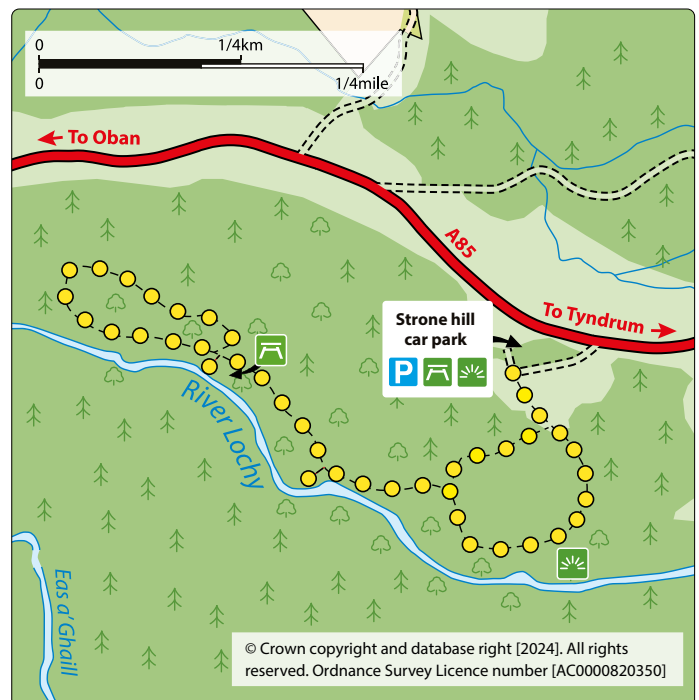 0 1/4km
0 1/4mile
To Oban
A85
To Tyndrum
Strone hill
car park
P
River Lochy
Eas a' Ghaill
© Crown copyright and database right [2024]. All rights
reserved. Ordnance Survey Licence number [AC0000820350]